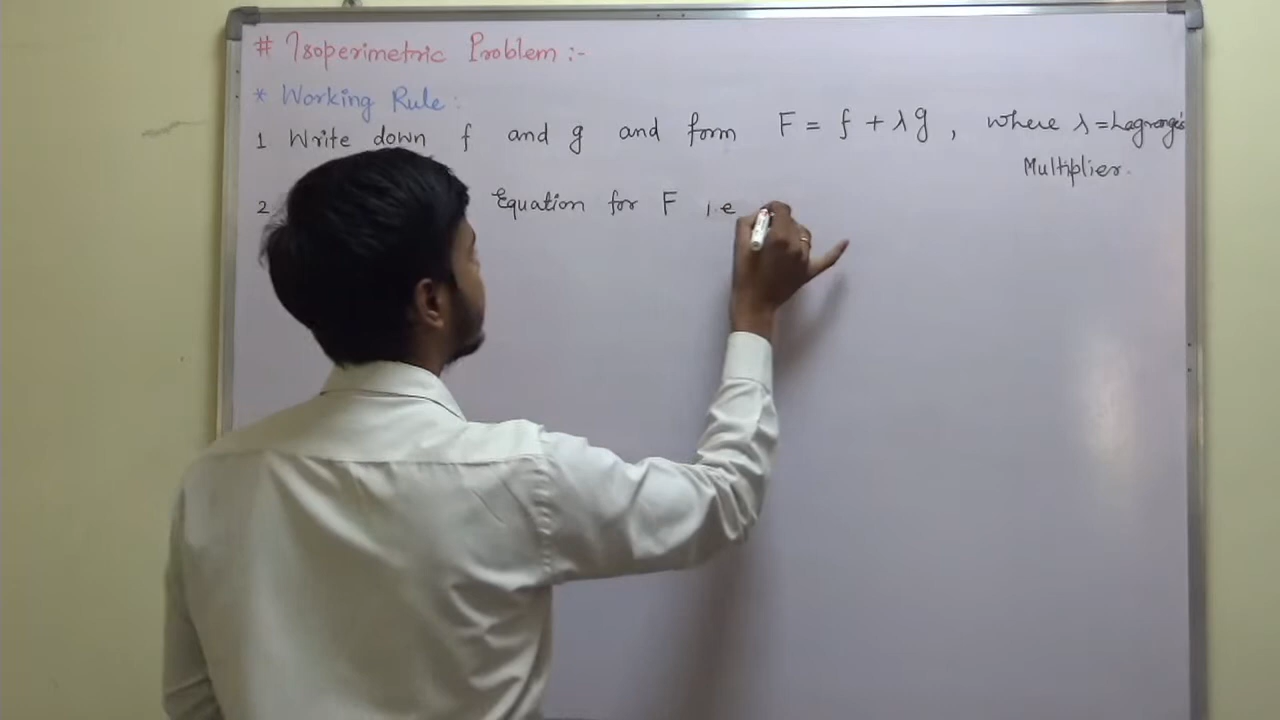 # Isoperimetric Problem :-
* Working Rule :
1 Write down f and g and form F = f + λg , where λ = Lagrange's
Multiplier.
2 Equation for F i.e